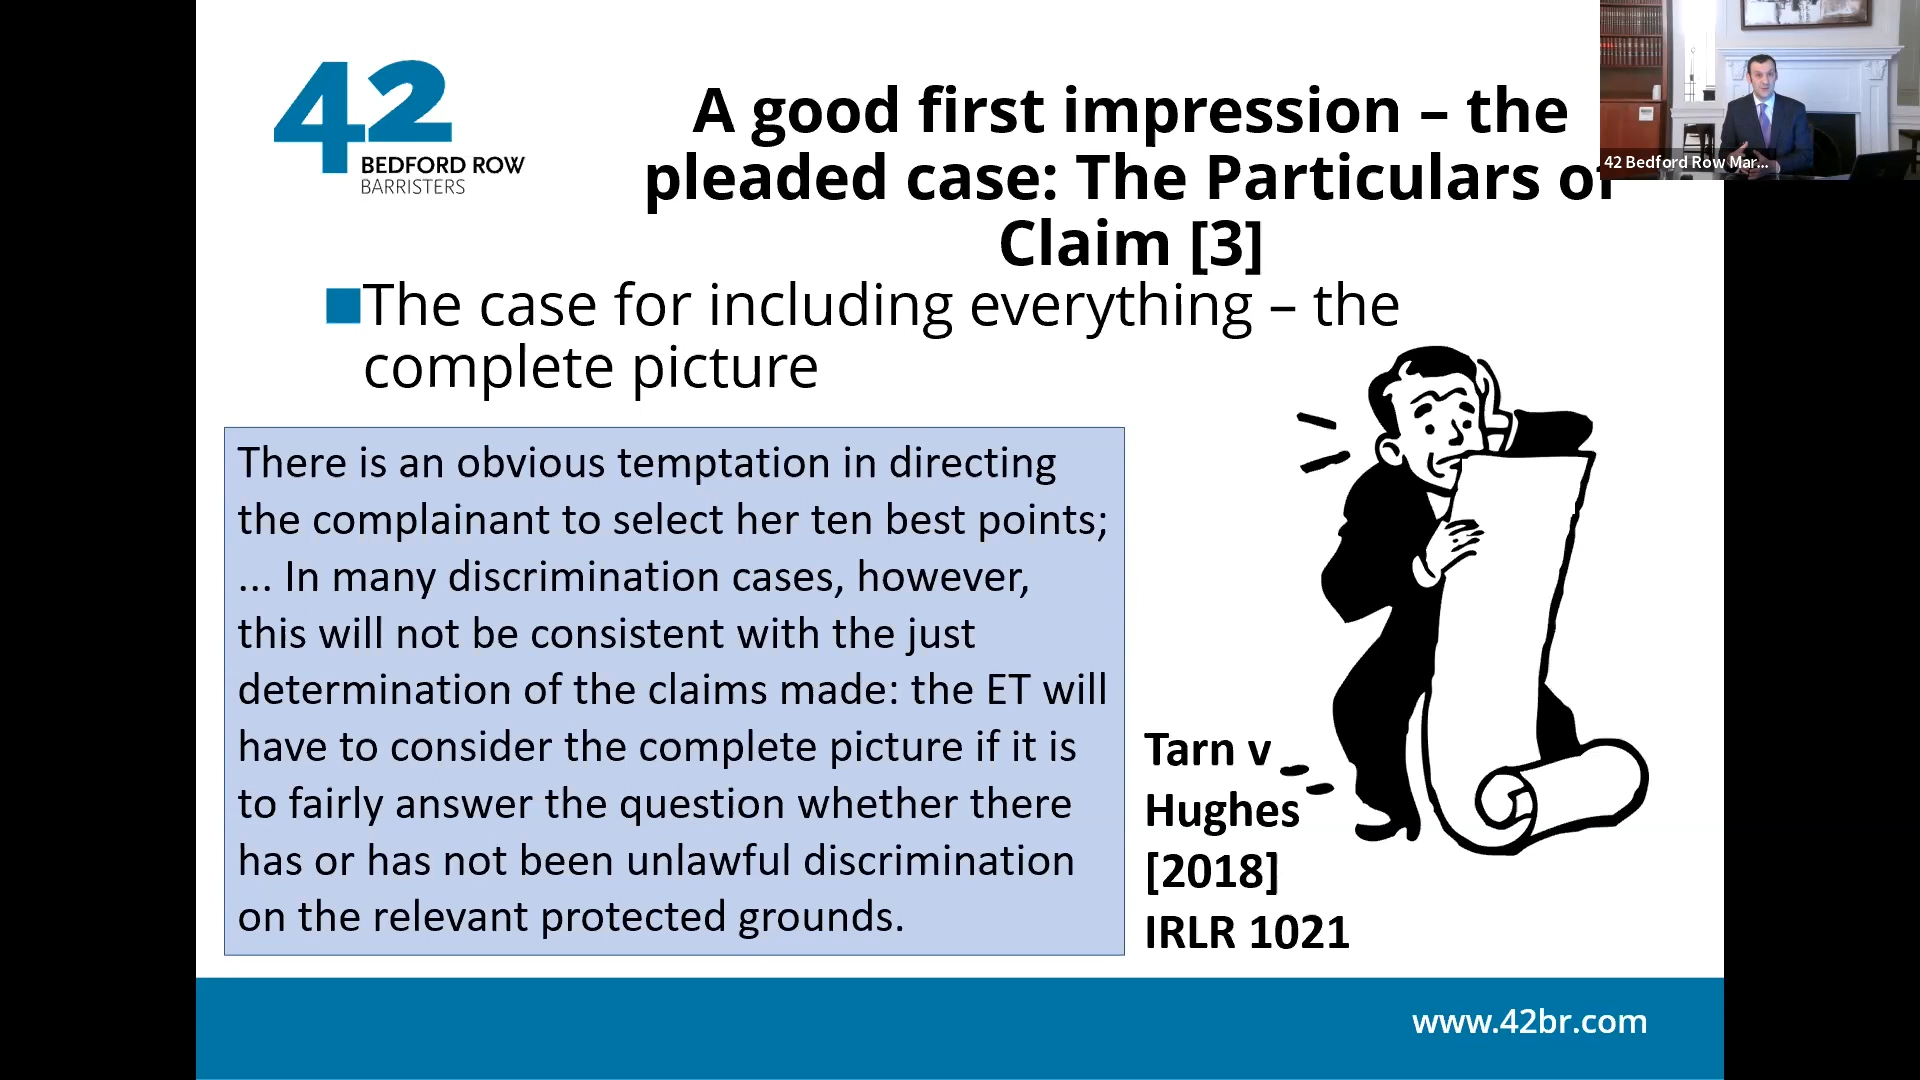 42
BEDFORD ROW
BARRISTERS
A good first impression – the
pleaded case: The Particulars of
Claim [3]
42 Bedford Row Mar...
The case for including everything – the
complete picture
There is an obvious temptation in directing
the complainant to select her ten best points;
... In many discrimination cases, however,
this will not be consistent with the just
determination of the claims made: the ET will
have to consider the complete picture if it is
to fairly answer the question whether there
has or has not been unlawful discrimination
on the relevant protected grounds.
Tarn v
Hughes
[2018]
IRLR 1021
www.42br.com